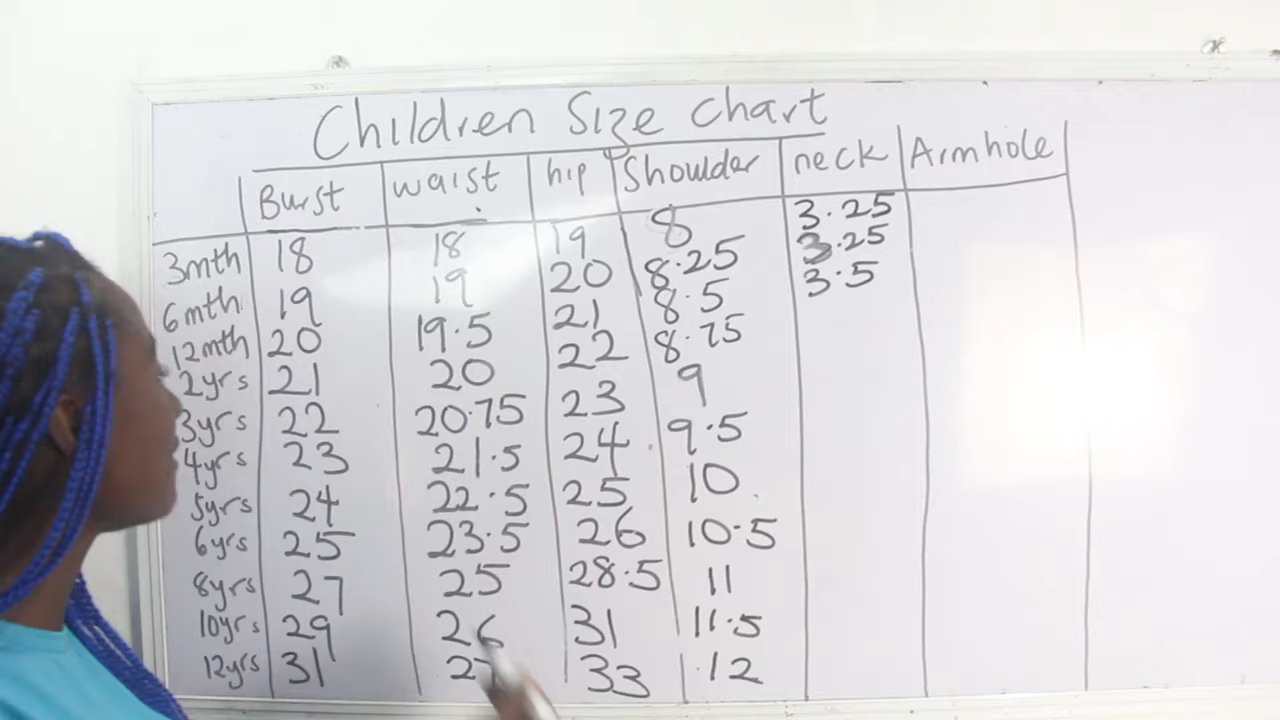 Children Size chart
Burst waist hip Shoulder neck Armhole
3mth 18 18 19 8 3.25
6mth 19 19 20 8.25 3.25
12mth 20 19.5 21 8.5 3.5
2yrs 21 20 22 8.75
3yrs 22 20.75 23 9
4yrs 23 21.5 24 9.5
5yrs 24 22.5 25 10
6yrs 25 23.5 26 10.5
8yrs 27 25 28.5 11
10yrs 29 26 31 11.5
12yrs 31 33 12